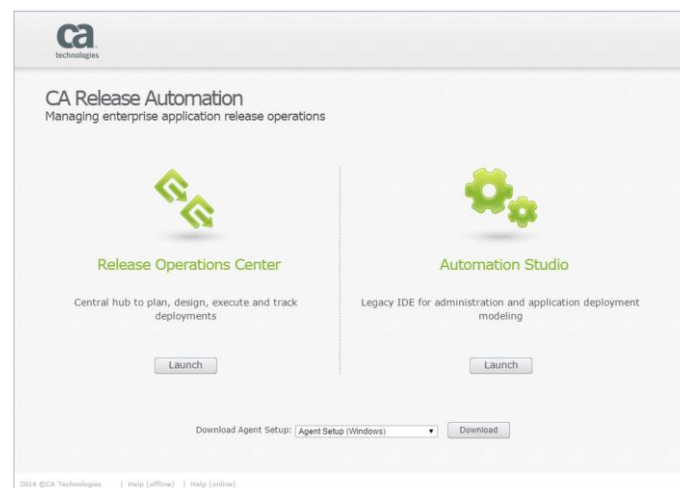 ca
technologies
CA Release Automation
Managing enterprise application release operations
Release Operations Center
Central hub to plan, design, execute and track
deployments
Launch
Automation Studio
Legacy IDE for administration and application deployment
modeling
Launch
Download Agent Setup: Agent Setup (Windows) Download
2014 ©CA Technologies | Help (offline) | Help (online)